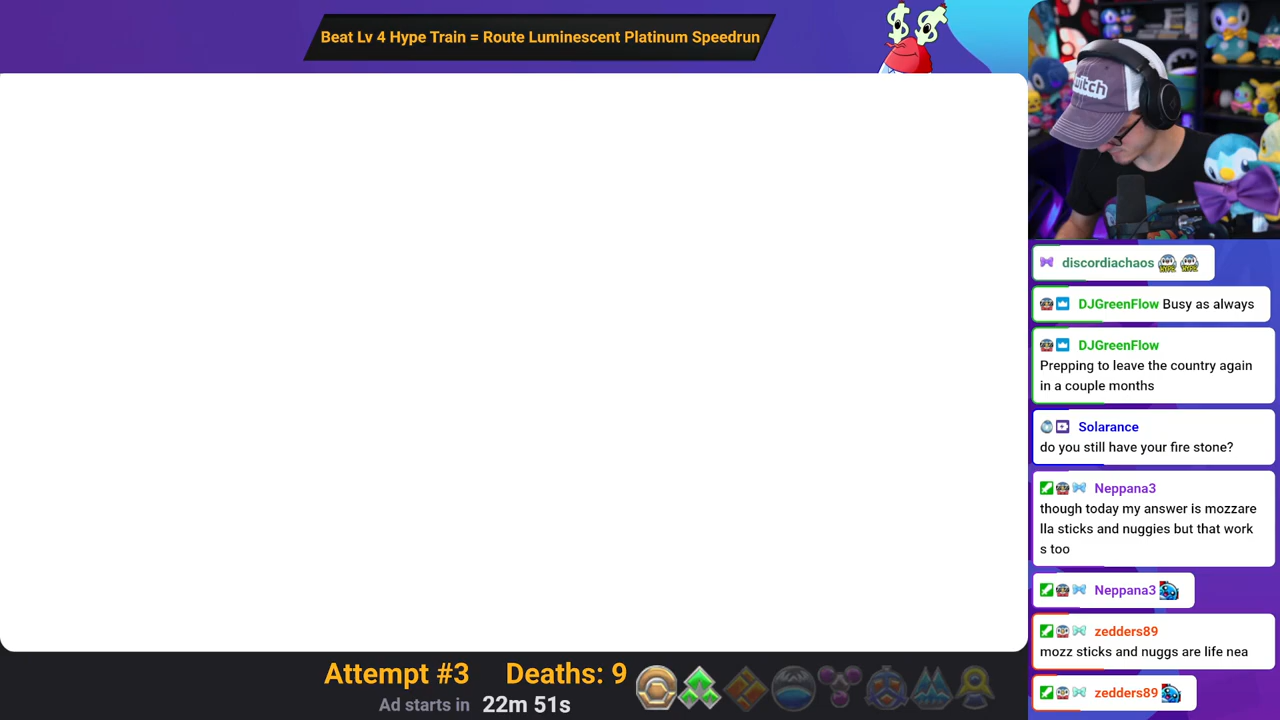 Beat Lv 4 Hype Train = Route Luminescent Platinum Speedrun
witch
discordiachaos
DJGreenFlow Busy as always
DJGreenFlow
Prepping to leave the country again
in a couple months
Solarance
do you still have your fire stone?
Neppana3
though today my answer is mozzare
lla sticks and nuggies but that work
s too
Neppana3
zedders89
mozz sticks and nuggs are life nea
zedders89
Attempt #3 Deaths: 9
Ad starts in 22m 51s